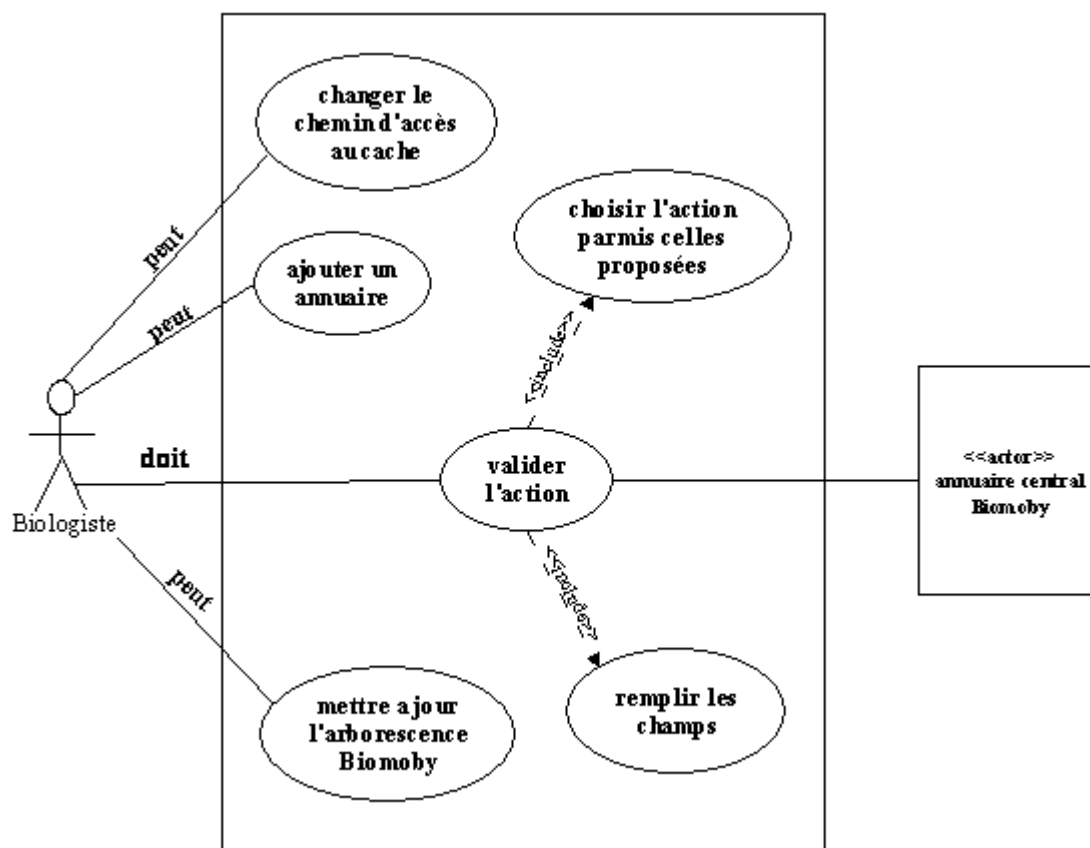 changer le
chemin d'accès
au cache
choisir l'action
parmis celles
proposées
peut
ajouter un
annuaire
peut
<<include>>
<<actor>>
annuaire central
Biomoby
doit
valider
l'action
Biologiste
<<include>>
peut
mettre a jour
l'arborescence
Biomoby
remplir les
champs